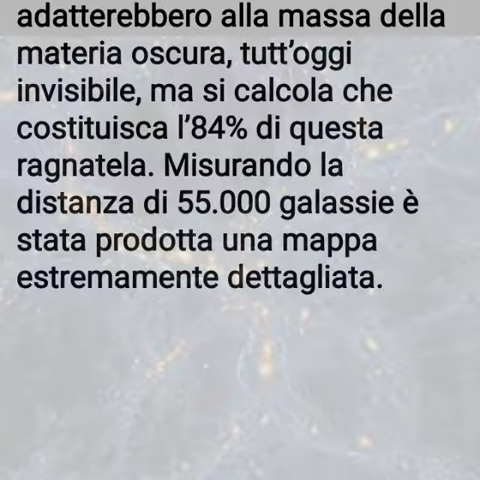 adatterebbero alla massa della
materia oscura, tutt'oggi
invisibile, ma si calcola che
costituisca l'84% di questa
ragnatela. Misurando la
distanza di 55.000 galassie è
stata prodotta una mappa
estremamente dettagliata.